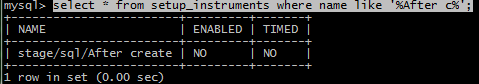 mysql> select * from setup_instruments where name like '%After c%';
+------------------------+---------+-------+
| NAME                   | ENABLED | TIMED |
+------------------------+---------+-------+
| stage/sql/After create | NO      | NO    |
+------------------------+---------+-------+
1 row in set (0.00 sec)